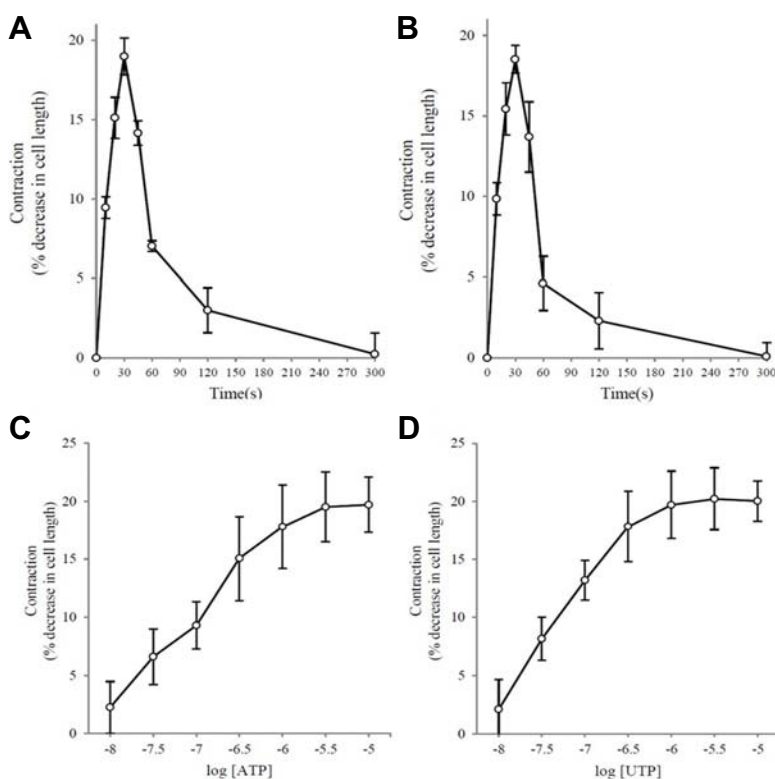 A
Contraction
(% decrease in cell length)
20
15
10
5
0
0 30 60 90 120 150 180 210 240 270 300
Time(s)
B
Contraction
(% decrease in cell length)
20
15
10
5
0
0 30 60 90 120 150 180 210 240 270 300
Time(s)
C
Contraction
(% decrease in cell length)
25
20
15
10
5
0
-8 -7.5 -7 -6.5 -6 -5.5 -5
log [ATP]
D
Contraction
(% decrease in cell length)
25
20
15
10
5
0
-8 -7.5 -7 -6.5 -6 -5.5 -5
log [UTP]